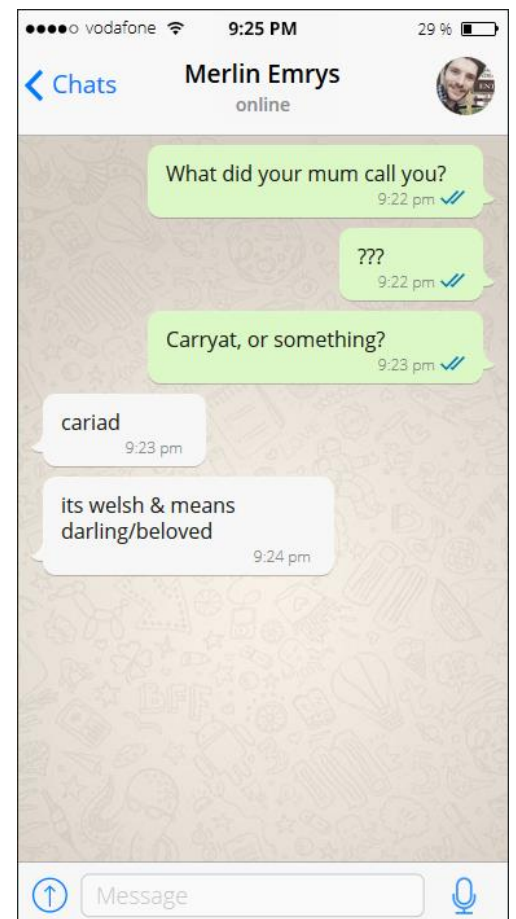 vodafone 9:25 PM 29 %
Chats Merlin Emrys
online
What did your mum call you?
9:22 pm
???
9:22 pm
Carryat, or something?
9:23 pm
cariad
9:23 pm
its welsh & means
darling/beloved
9:24 pm
BFF
Message